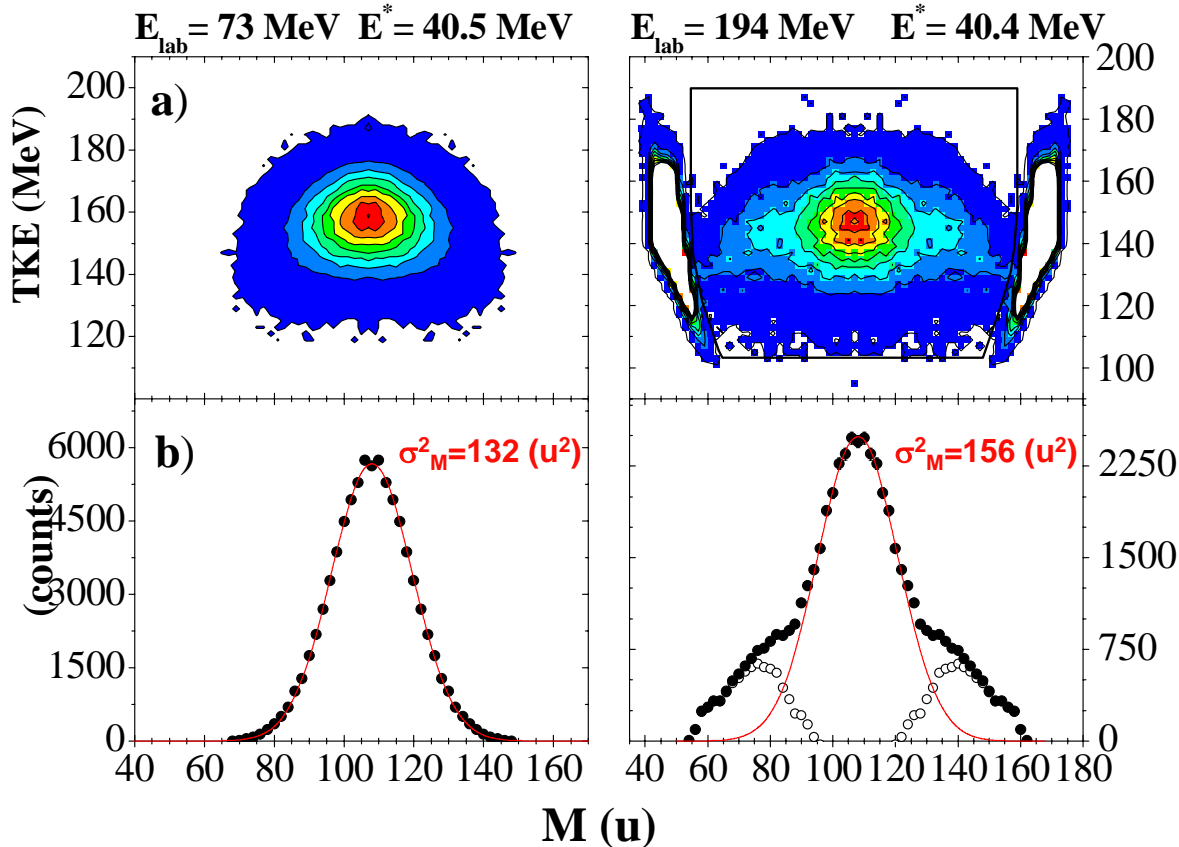 E_lab = 73 MeV E* = 40.5 MeV
E_lab = 194 MeV E* = 40.4 MeV
a)
TKE (MeV)
200
180
160
140
120
200
180
160
140
120
100
b)
σ²_M=132 (u²)
σ²_M=156 (u²)
(counts)
6000
4500
3000
1500
0
2250
1500
750
0
40 60 80 100 120 140 160
40 60 80 100 120 140 160 180
M (u)